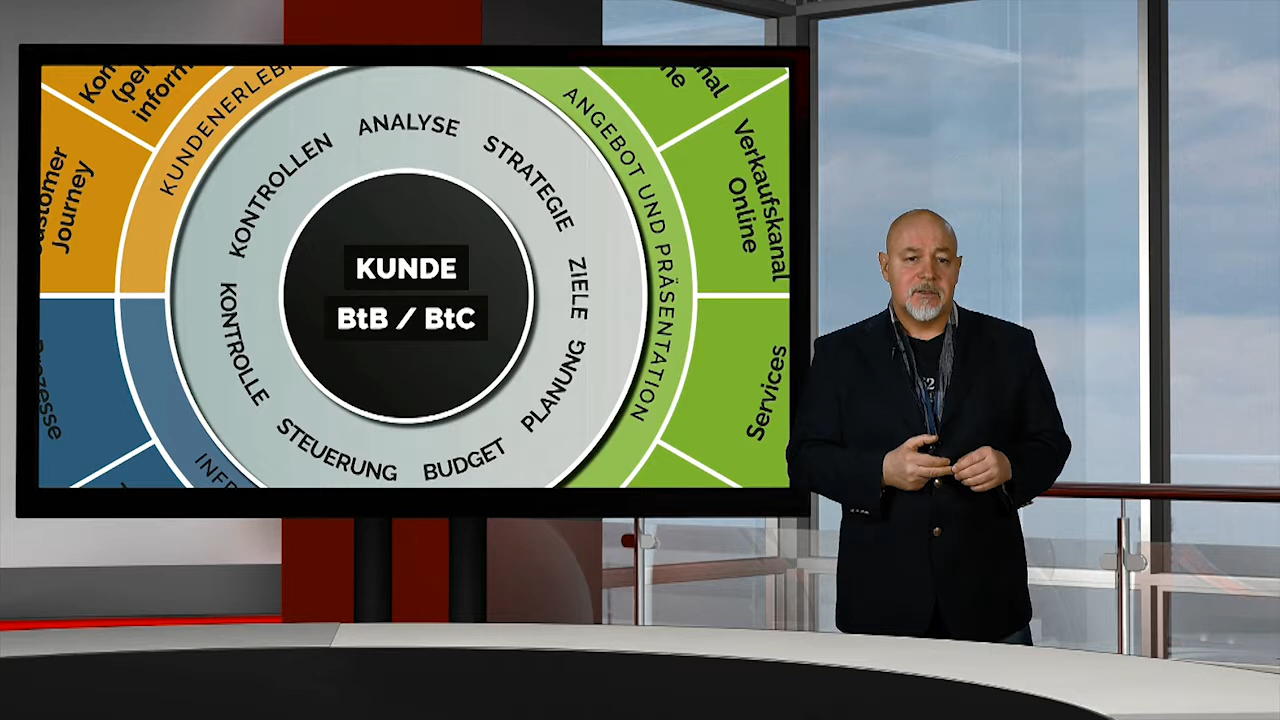 Customer
Journey
KUNDENERLEB
ANALYSE
STRATEGIE
ZIELE
PLANUNG
BUDGET
STEUERUNG
KONTROLLE
KONTROLLEN
KUNDE
BtB / BtC
ANGEBOT UND PRÄSENTATION
Verkaufskanal
Online
Services